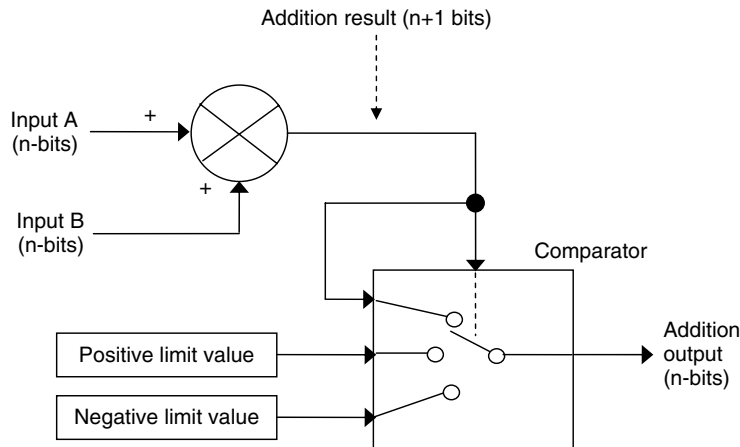 Addition result (n+1 bits)
Input A
(n-bits)
+
+
Input B
(n-bits)
Comparator
Positive limit value
Addition
output
(n-bits)
Negative limit value